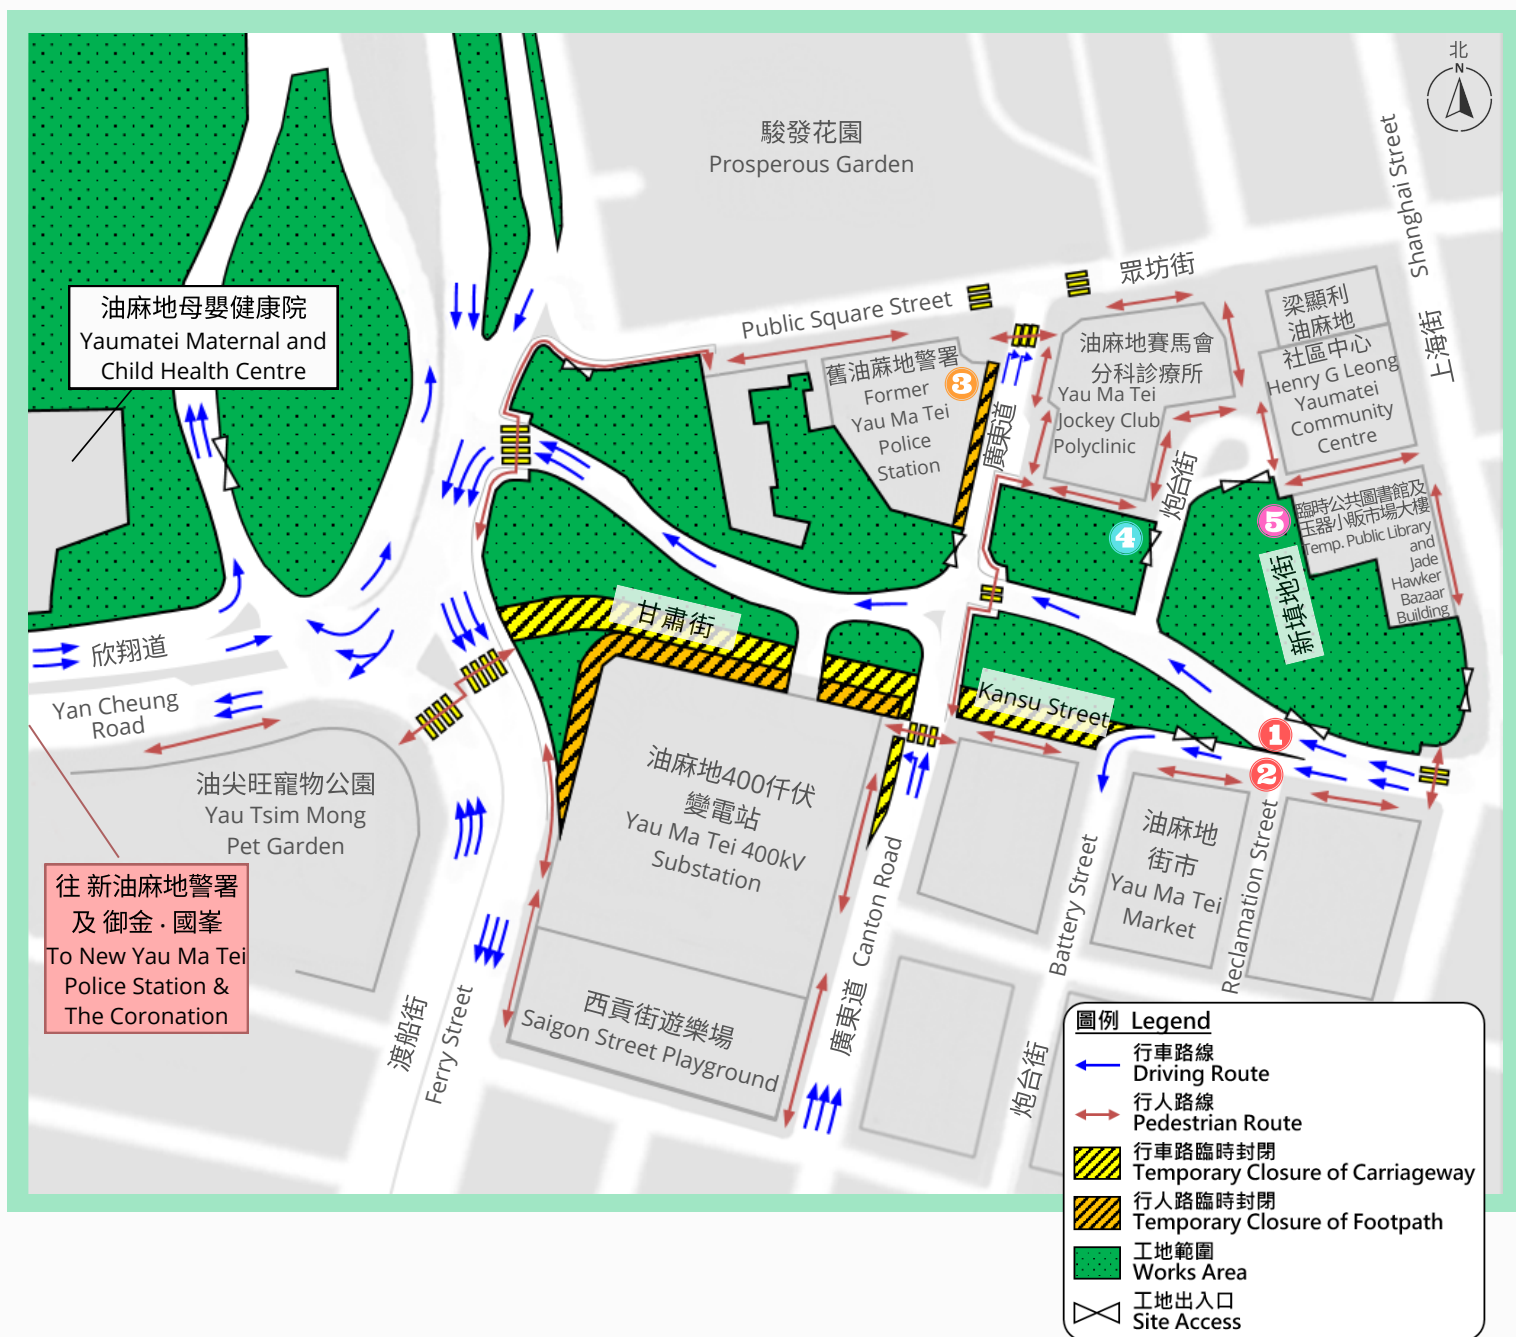 北
N
駿發花園
Prosperous Garden
Shanghai Street
上海街
眾坊街
Public Square Street
油麻地母嬰健康院
Yaumatei Maternal and
Child Health Centre
梁顯利
油麻地
社區中心
Henry G Leong
Yaumatei
Community
Centre
油麻地賽馬會
分科診療所
Yau Ma Tei
Jockey Club
Polyclinic
舊油蔴地警署
Former
Yau Ma Tei
Police
Station
3
廣東道
炮台街
4
5
臨時公共圖書館及
玉器小販市場大樓
Temp. Public Library
and
Jade
Hawker
Bazaar
Building
新填地街
甘肅街
欣翔道
Yan Cheung
Road
Kansu Street
1
2
油尖旺寵物公園
Yau Tsim Mong
Pet Garden
油麻地400仟伏
變電站
Yau Ma Tei 400kV
Substation
油麻地
街市
Yau Ma Tei
Market
往 新油麻地警署
及 御金 · 國峯
To New Yau Ma Tei
Police Station &
The Coronation
渡船街
Ferry Street
西貢街遊樂場
Saigon Street Playground
廣東道 Canton Road
Battery Street
炮台街
Reclamation Street
圖例 Legend
行車路線
Driving Route
行人路線
Pedestrian Route
行車路臨時封閉
Temporary Closure of Carriageway
行人路臨時封閉
Temporary Closure of Footpath
工地範圍
Works Area
工地出入口
Site Access